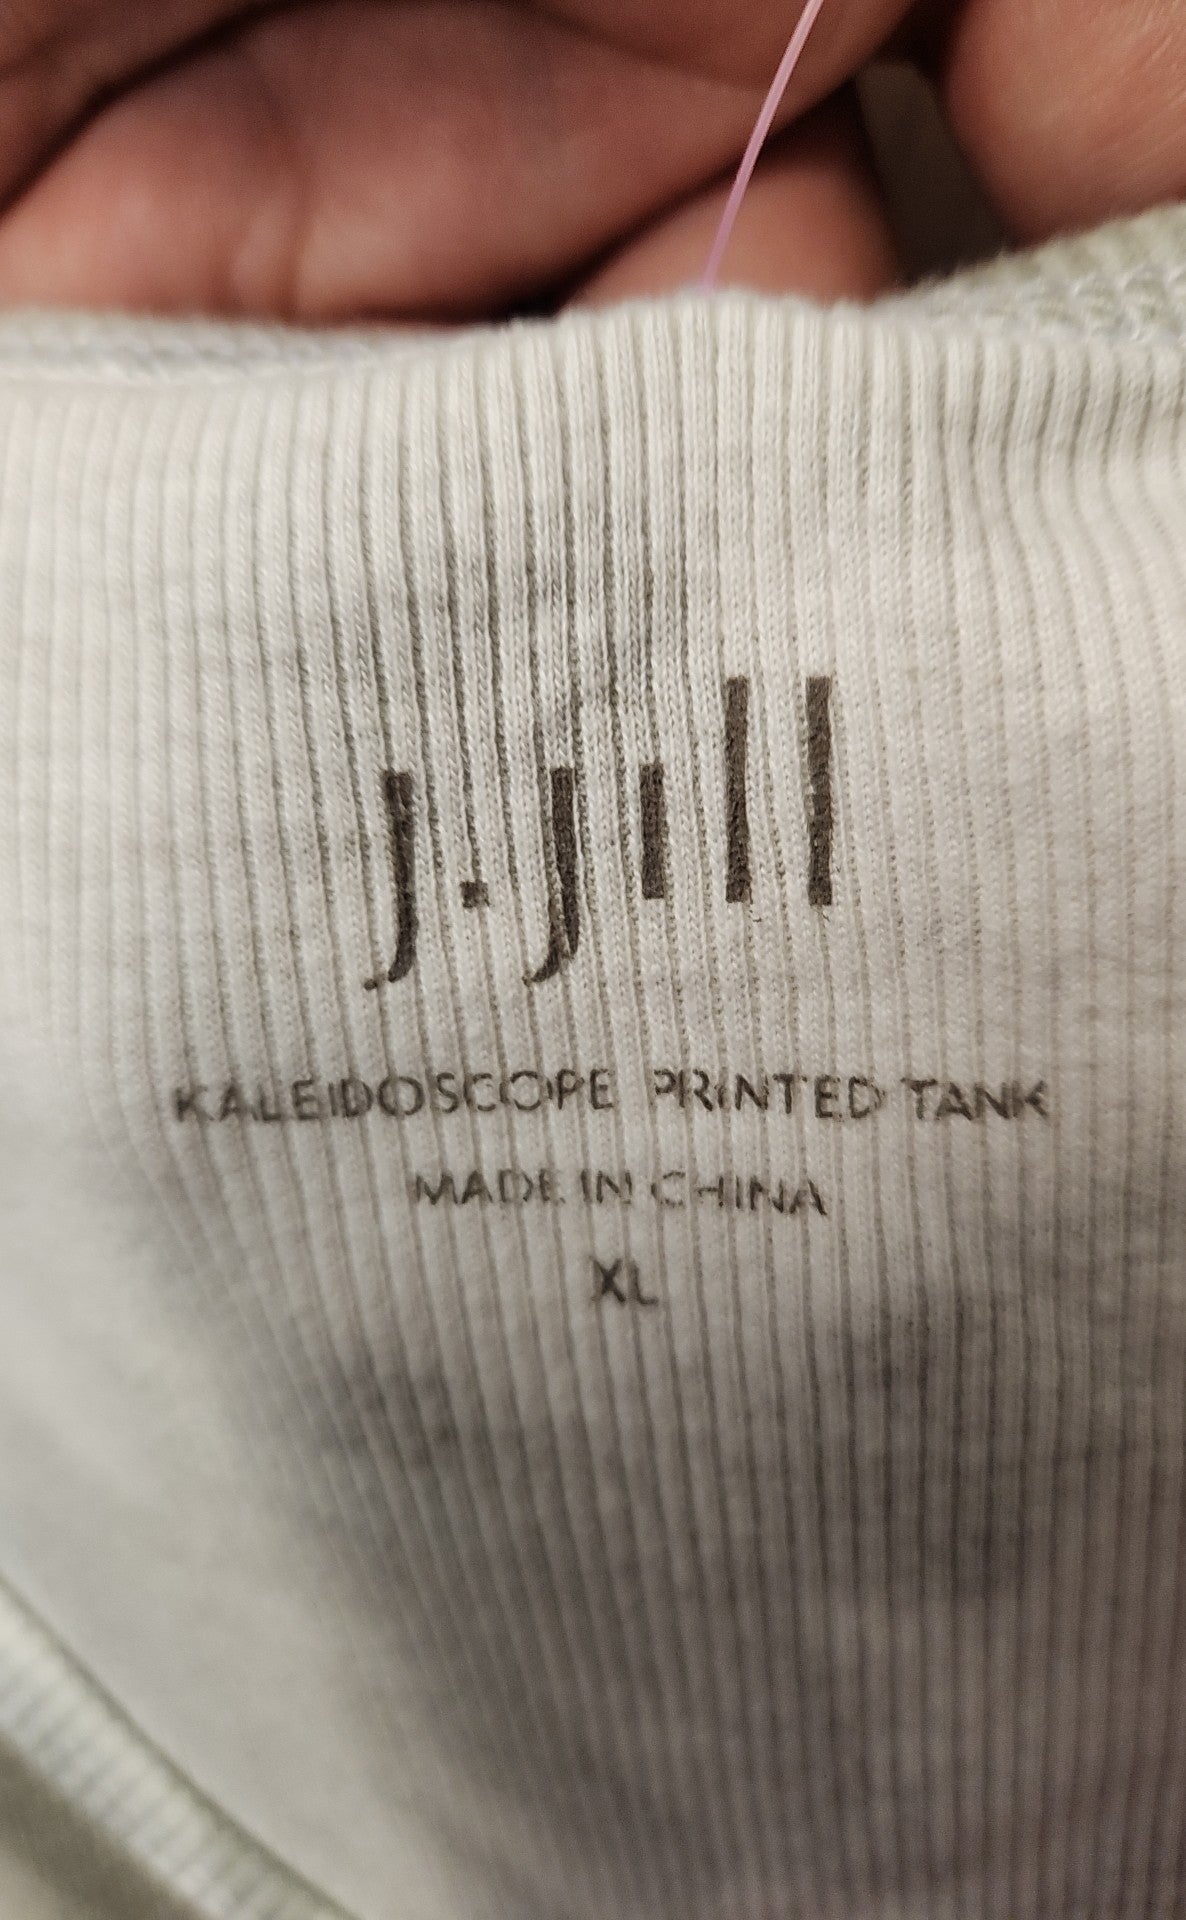 j.jill
KALEIDOSCOPE PRINTED TANK
MADE IN CHINA
XL